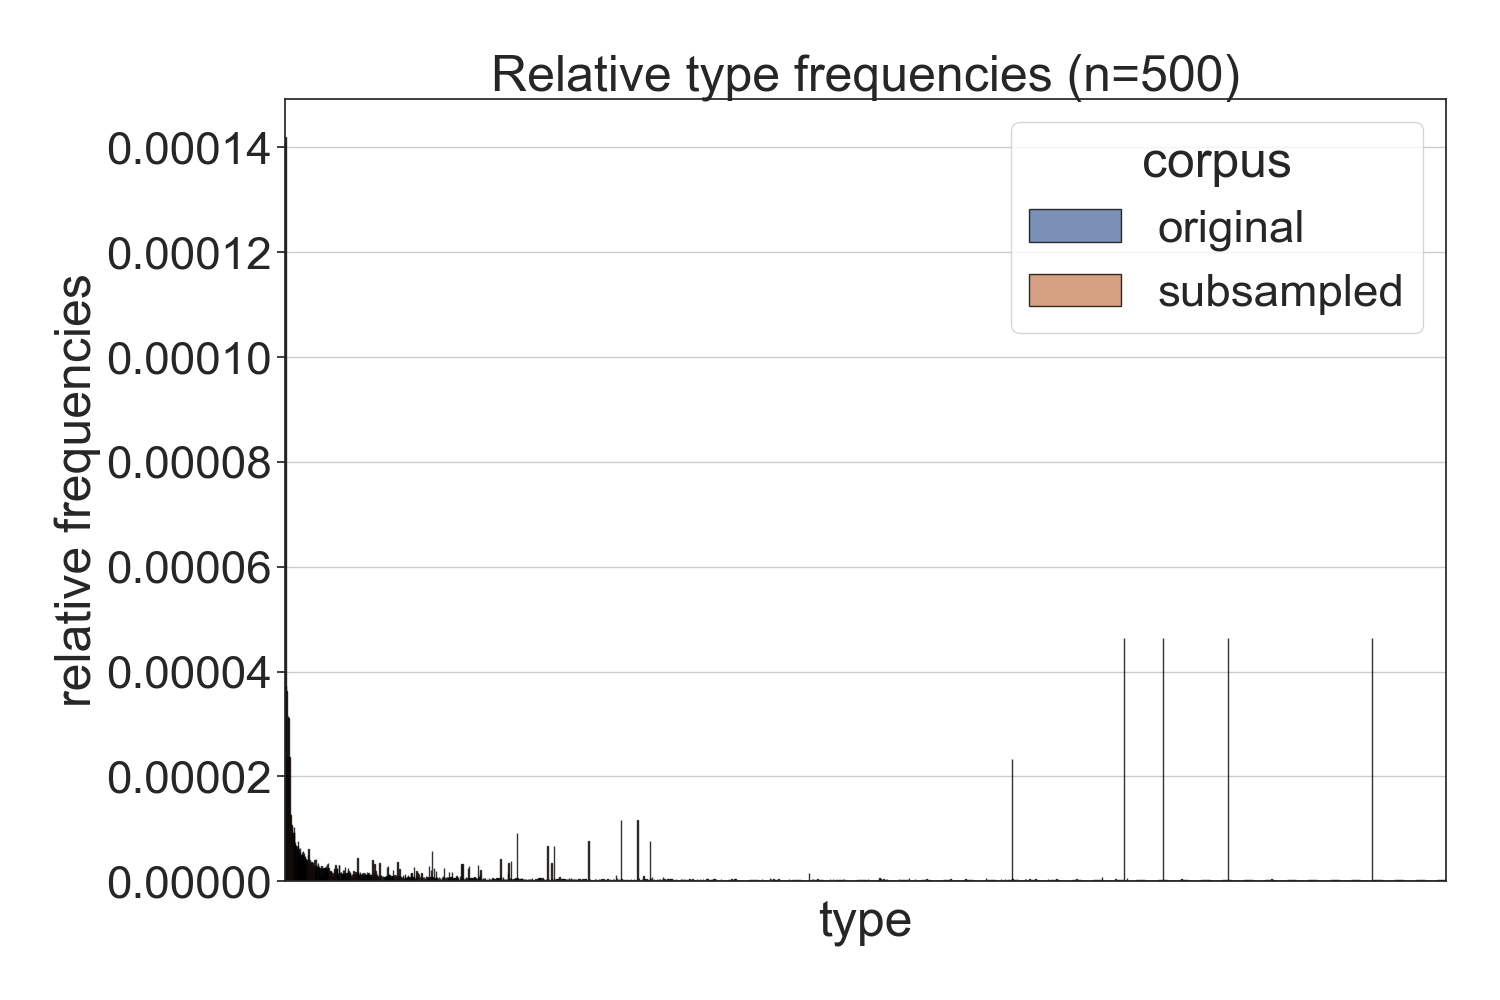 Relative type frequencies (n=500)
0.00014
0.00012
0.00010
0.00008
0.00006
0.00004
0.00002
0.00000
relative frequencies
type
corpus
original
subsampled